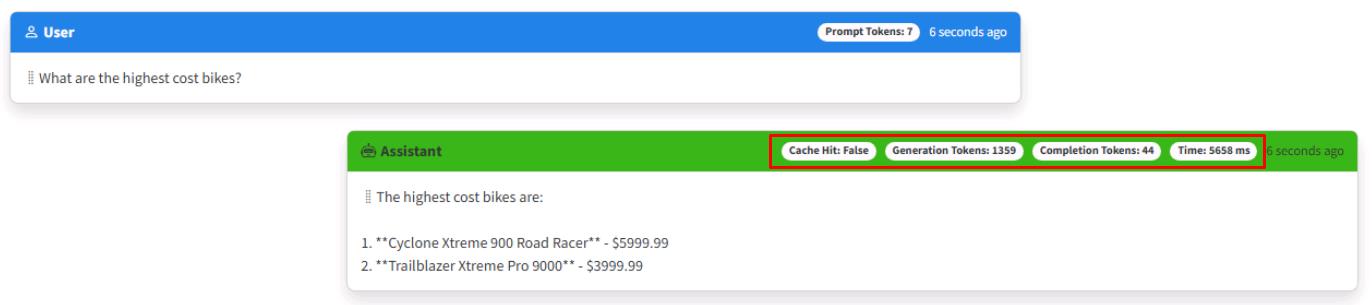 User Prompt Tokens: 7 6 seconds ago
What are the highest cost bikes?
Assistant Cache Hit: False Generation Tokens: 1359 Completion Tokens: 44 Time: 5658 ms 6 seconds ago
The highest cost bikes are:
1. **Cyclone Xtreme 900 Road Racer** - $5999.99
2. **Trailblazer Xtreme Pro 9000** - $3999.99